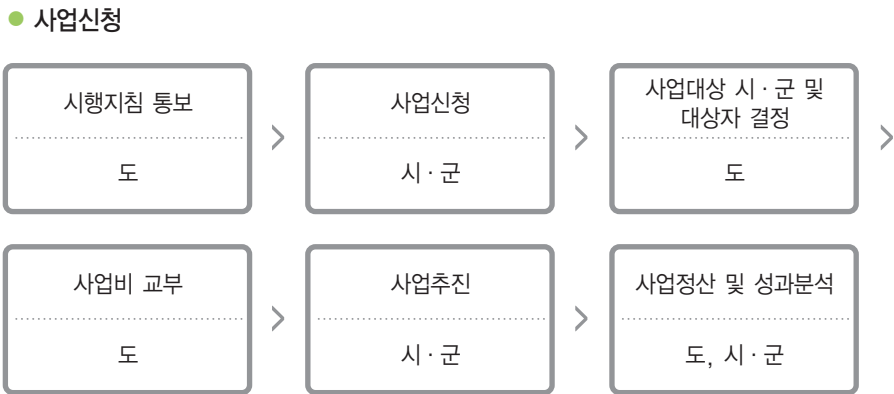 사업신청
시행지침 통보
도
사업신청
시·군
사업대상 시·군 및
대상자 결정
도
사업비 교부
도
사업추진
시·군
사업정산 및 성과분석
도, 시·군